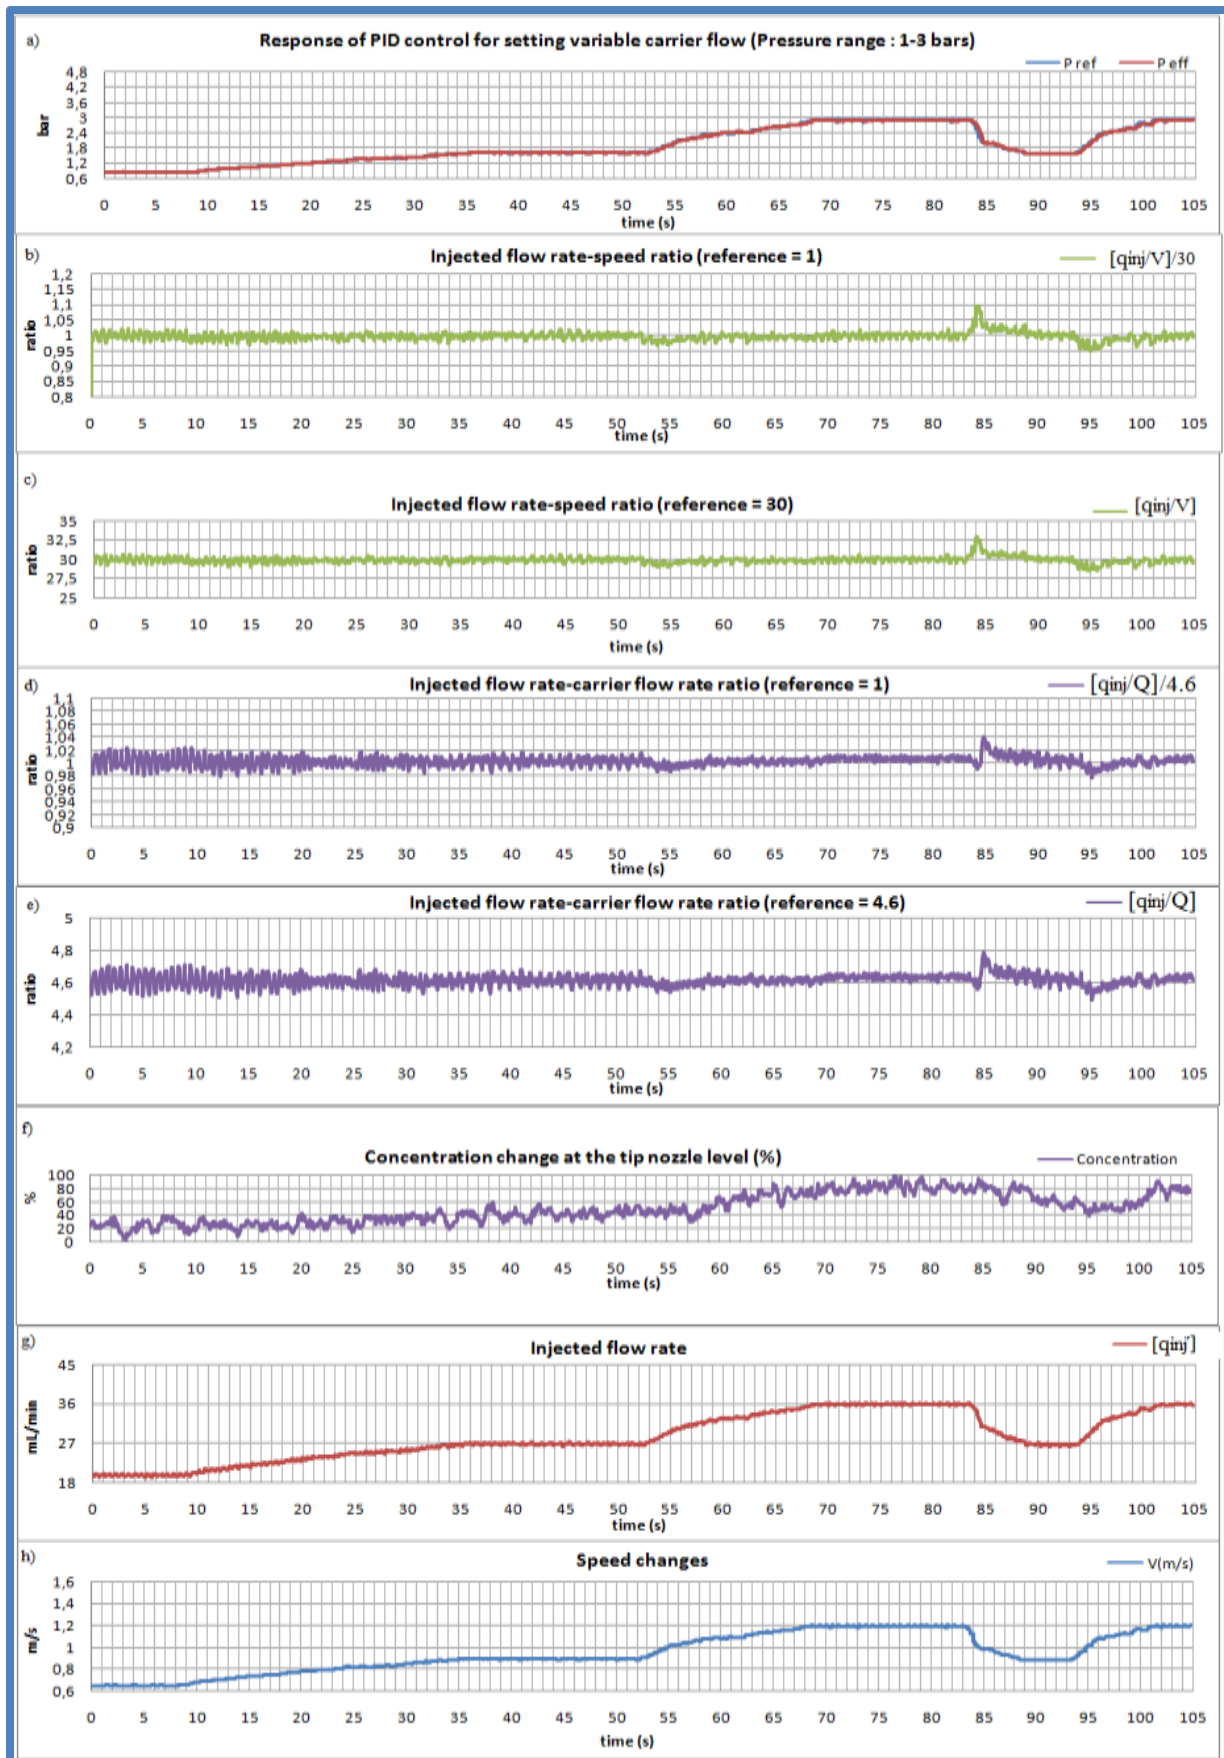 a)
Response of PID control for setting variable carrier flow (Pressure range : 1-3 bars)
P ref P eff
4,8
4,2
3,6
3
2,4
1,8
1,2
0,6
bar
0 5 10 15 20 25 30 35 40 45 50 55 60 65 70 75 80 85 90 95 100 105
time (s)
b)
Injected flow rate-speed ratio (reference = 1)
[qinj/V]/30
1,2
1,15
1,1
1,05
1
0,95
0,9
0,85
0,8
ratio
0 5 10 15 20 25 30 35 40 45 50 55 60 65 70 75 80 85 90 95 100 105
time (s)
c)
Injected flow rate-speed ratio (reference = 30)
[qinj/V]
35
32,5
30
27,5
25
ratio
0 5 10 15 20 25 30 35 40 45 50 55 60 65 70 75 80 85 90 95 100 105
time (s)
d)
Injected flow rate-carrier flow rate ratio (reference = 1)
[qinj/Q]/4.6
1,1
1,08
1,06
1,04
1,02
1
0,98
0,96
0,94
0,92
0,9
ratio
0 5 10 15 20 25 30 35 40 45 50 55 60 65 70 75 80 85 90 95 100 105
time (s)
e)
Injected flow rate-carrier flow rate ratio (reference = 4.6)
[qinj/Q]
5
4,8
4,6
4,4
4,2
ratio
0 5 10 15 20 25 30 35 40 45 50 55 60 65 70 75 80 85 90 95 100 105
time (s)
f)
Concentration change at the tip nozzle level (%)
Concentration
100
80
60
40
20
0
%
0 5 10 15 20 25 30 35 40 45 50 55 60 65 70 75 80 85 90 95 100 105
time (s)
g)
Injected flow rate
[qinj]
45
36
27
18
mL/min
0 5 10 15 20 25 30 35 40 45 50 55 60 65 70 75 80 85 90 95 100 105
time (s)
h)
Speed changes
V(m/s)
1,6
1,4
1,2
1
0,8
0,6
m/s
0 5 10 15 20 25 30 35 40 45 50 55 60 65 70 75 80 85 90 95 100 105
time (s)